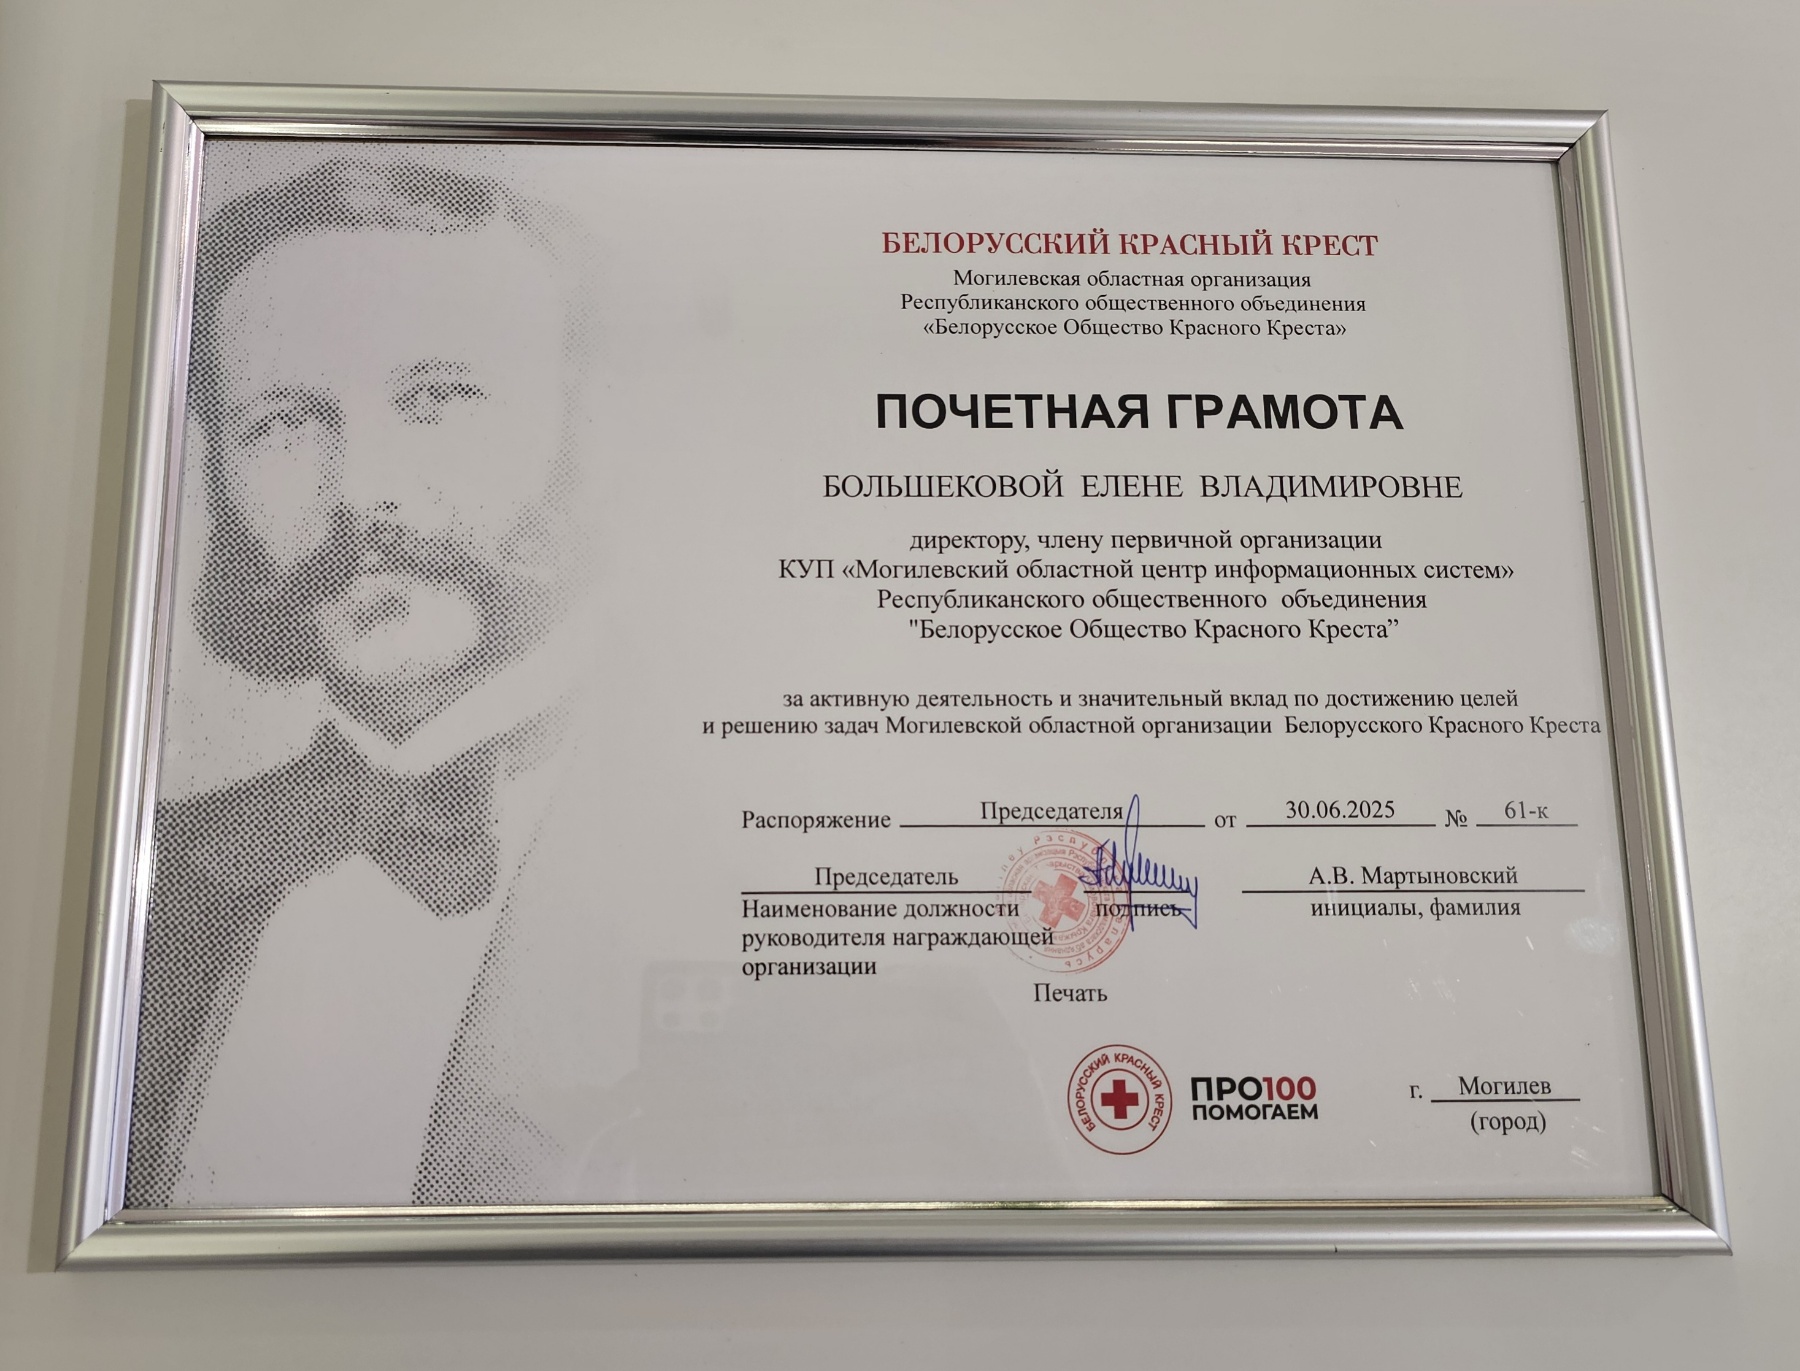 БЕЛОРУССКИЙ КРАСНЫЙ КРЕСТ
Могилевская областная организация
Республиканского общественного объединения
«Белорусское Общество Красного Креста»
ПОЧЕТНАЯ ГРАМОТА
БОЛЬШЕКОВОЙ ЕЛЕНЕ ВЛАДИМИРОВНЕ
директору, члену первичной организации
КУП «Могилевский областной центр информационных систем»
Республиканского общественного объединения
"Белорусское Общество Красного Креста”
за активную деятельность и значительный вклад по достижению целей
и решению задач Могилевской областной организации Белорусского Красного Креста
Распоряжение Председателя от 30.06.2025 № 61-к
Председатель А.В. Мартыновский
Наименование должности подпись инициалы, фамилия
руководителя награждающей
организации
Печать
БЕЛОРУССКИЙ КРАСНЫЙ КРЕСТ
ПРО100
ПОМОГАЕМ
г. Могилев
(город)